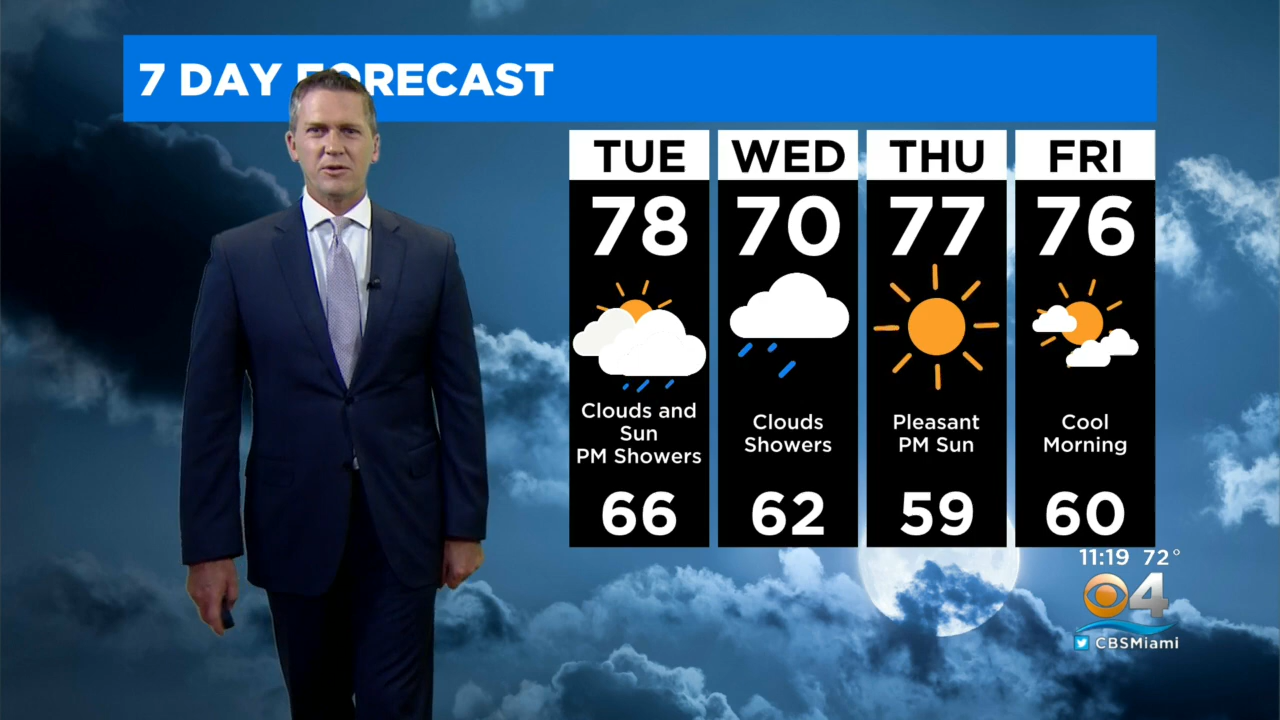 7 DAY FORECAST
TUE
78
Clouds and
Sun
PM Showers
66
WED
70
Clouds
Showers
62
THU
77
Pleasant
PM Sun
59
FRI
76
Cool
Morning
60
11:19 72°
4
CBSMiami